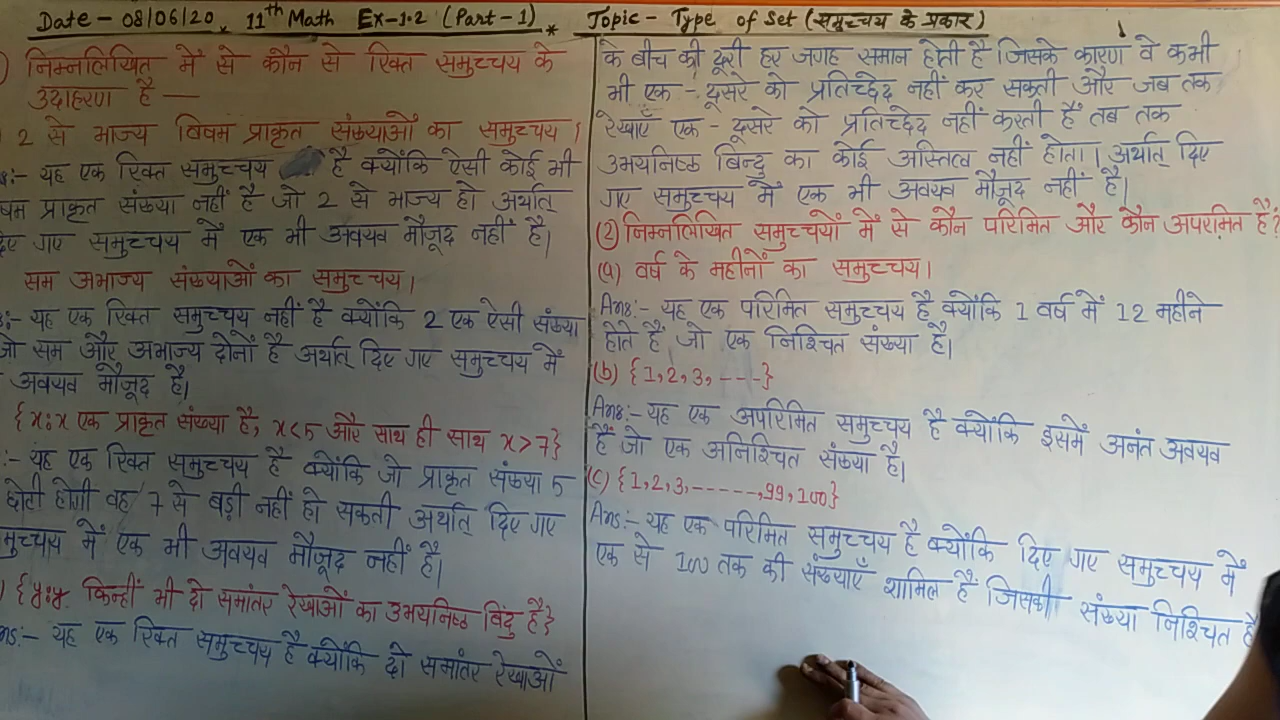 Date - 08/06/20, 11th Math Ex-1.2 (Part-1) * Topic - Type of Set (समुच्चय के प्रकार)
) निम्नलिखित में से कौन से रिक्त समुच्चय के
उदाहरण है —
2 से भाज्य विषम प्राकृत संख्याओं का समुच्चय।
:- यह एक रिक्त समुच्चय है क्योंकि ऐसी कोई भी
षम प्राकृत संख्या नहीं है जो 2 से भाज्य हो अर्थात्
गए समुच्चय में एक भी अवयव मौजूद नहीं है।
सम अभाज्य संख्याओं का समुच्चय।
:- यह एक रिक्त समुच्चय नहीं है क्योंकि 2 एक ऐसी संख्या
जो सम और अभाज्य दोनों है अर्थात् दिए गए समुच्चय में
अवयव मौजूद है।
{x:x एक प्राकृत संख्या है, x<5 और साथ ही साथ x>7}
:- यह एक रिक्त समुच्चय है क्योंकि जो प्राकृत संख्या 5
छोटी होगी वह 7 से बड़ी नहीं हो सकती अर्थात् दिए गए
मुच्चय में एक भी अवयव मौजूद नहीं है।
) {y:y किन्हीं भी दो समांतर रेखाओं का उभयनिष्ठ बिंदु है}
ns:- यह एक रिक्त समुच्चय है क्योंकि दो समांतर रेखाओं
के बीच की दूरी हर जगह समान होती है जिसके कारण वे कभी
भी एक - दूसरे को प्रतिच्छेद नहीं कर सकती और जब तक
रेखाएँ एक - दूसरे को प्रतिच्छेद नहीं करती हैं तब तक
उभयनिष्ठ बिन्दु का कोई अस्तित्व नहीं होता। अर्थात् दिए
गए समुच्चय में एक भी अवयव मौजूद नहीं है।
(2) निम्नलिखित समुच्चयों में से कौन परिमित और कौन अपरमित है?
(a) वर्ष के महीनों का समुच्चय।
Ans:- यह एक परिमित समुच्चय है क्योंकि 1 वर्ष में 12 महीने
होते हैं जो एक निश्चित संख्या है।
(b) {1,2,3,----}
Ans:- यह एक अपरिमित समुच्चय है क्योंकि इसमें अनंत अवयव
हैं जो एक अनिश्चित संख्या है।
(c) {1,2,3,------,99,100}
Ans:- यह एक परिमित समुच्चय है क्योंकि दिए गए समुच्चय में
एक से 100 तक की संख्याएँ शामिल हैं जिसकी संख्या निश्चित है